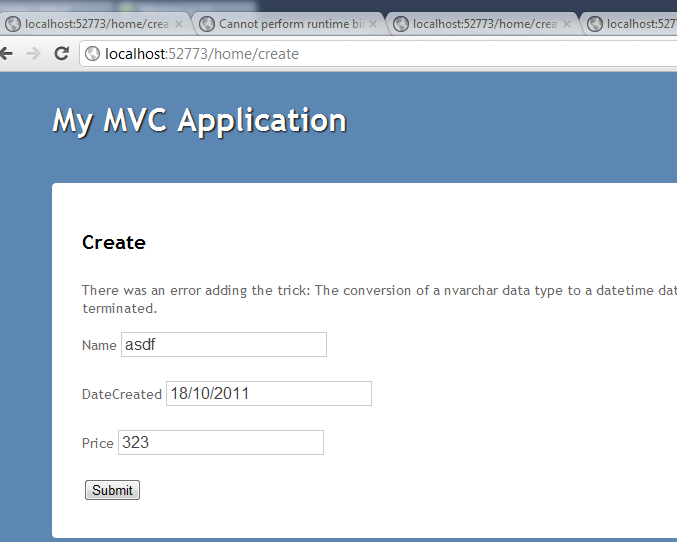 localhost:52773/home/crea
Cannot perform runtime bi
localhost:52773/home/crea
localhost:5277
localhost:52773/home/create
My MVC Application
Create
There was an error adding the trick: The conversion of a nvarchar data type to a datetime dat
terminated.
Name asdf
DateCreated 18/10/2011
Price 323
Submit